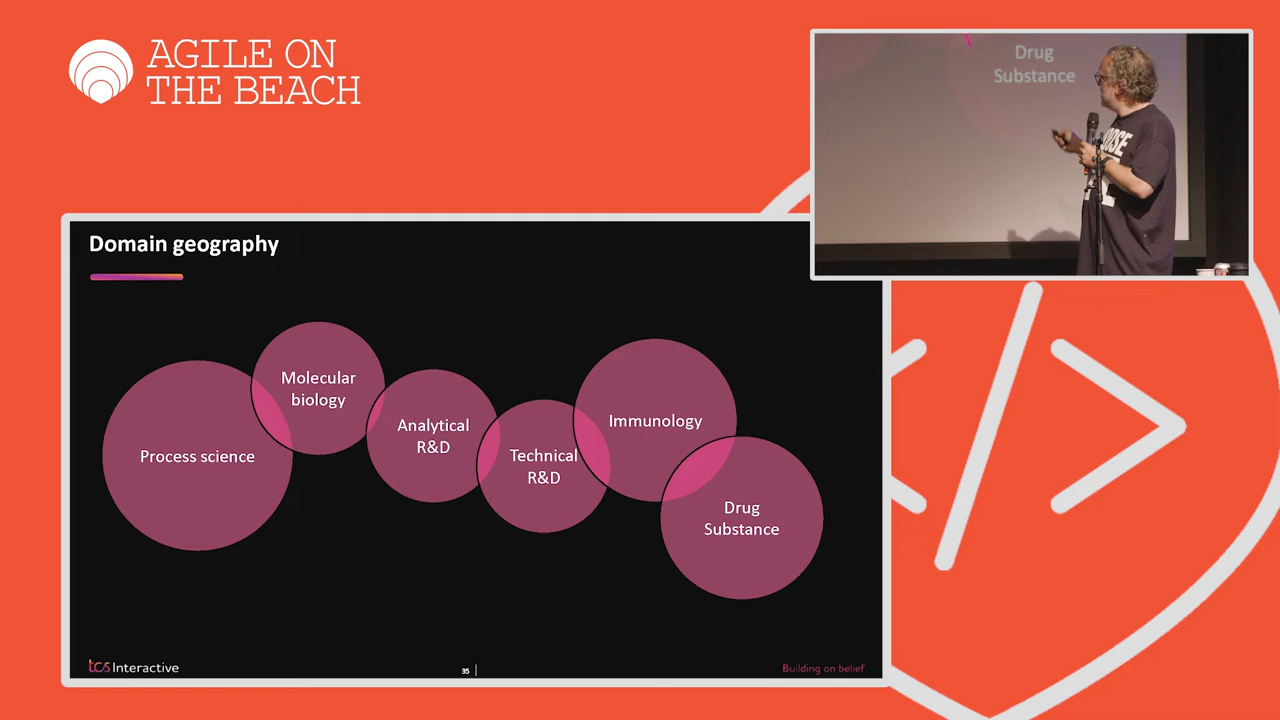 AGILE ON
THE BEACH
Drug
Substance
Domain geography
Molecular
biology
Process science
Analytical
R&D
Technical
R&D
Immunology
Drug
Substance
tcs Interactive
35
Building on belief